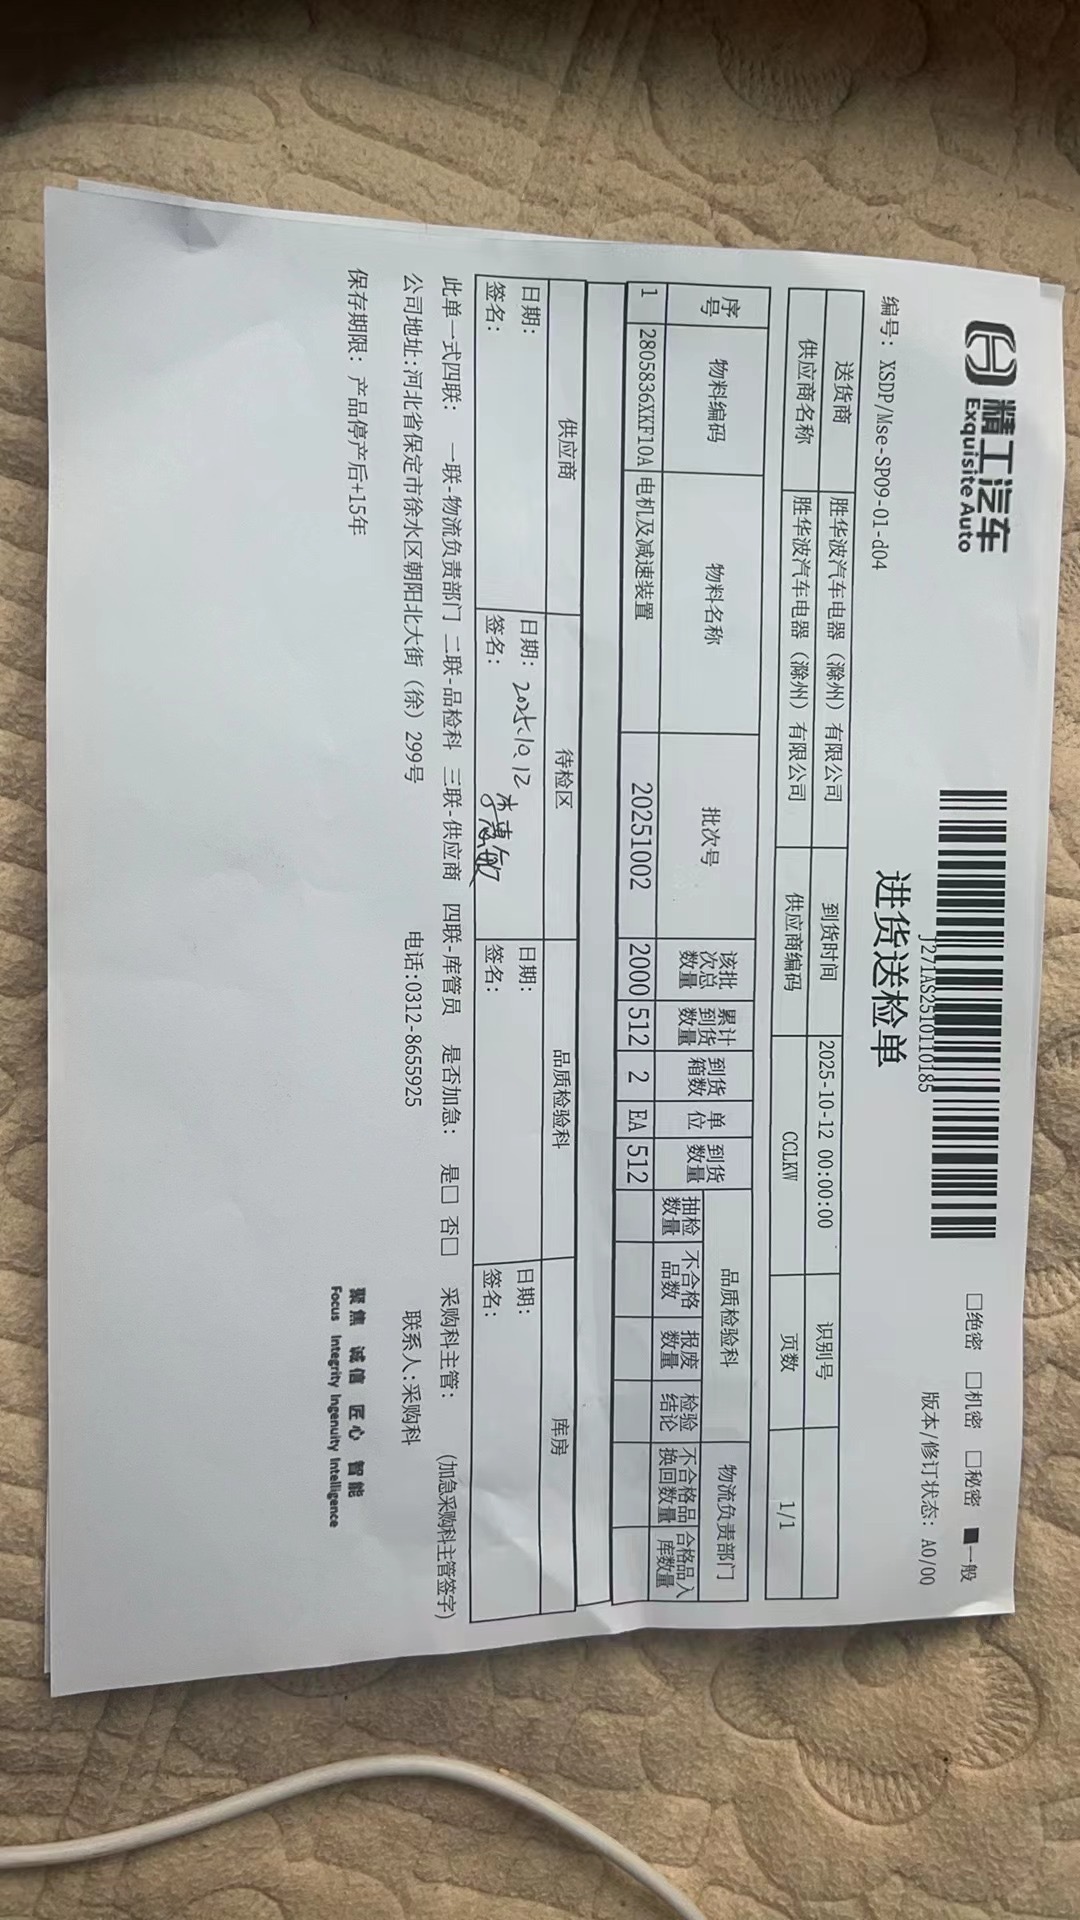 精工汽车
Exquisite Auto
J271AS2510110185
□绝密 □机密 □秘密 ■一般
进货送检单
编号: XSDP/Mse-SP09-01-d04
版本/修订状态: A0/00
送货商 胜华波汽车电器（滁州）有限公司 到货时间 2025-10-12 00:00:00 识别号
供应商名称 胜华波汽车电器（滁州）有限公司 供应商编码 CCLKW 页数 1/1
序号 物料编码 物料名称 批次号 该批次总数量 累计到货数量 到货箱数 单位 到货数量 品质检验科 物流负责部门
抽检数量 不合格品数 报废数量 检验结论 不合格品换回数量 合格品入库数量
1 2805836XKF10A 电机及减速装置 20251002 2000 512 2 EA 512
供应商 待检区 品质检验科 库房
日期: 日期: 2025.10.12 日期: 日期:
签名: 签名: 签名: 签名:
此单一式四联: 一联-物流负责部门 二联-品检科 三联-供应商 四联-库管员 是否加急: 是□ 否□ 采购科主管: (加急采购科主管签字)
公司地址:河北省保定市徐水区朝阳北大街（徐）299号 电话:0312-8655925 联系人:采购科
保存期限: 产品停产后+15年
聚焦 诚信 匠心 智能
Focus Integrity Ingenuity Intelligence